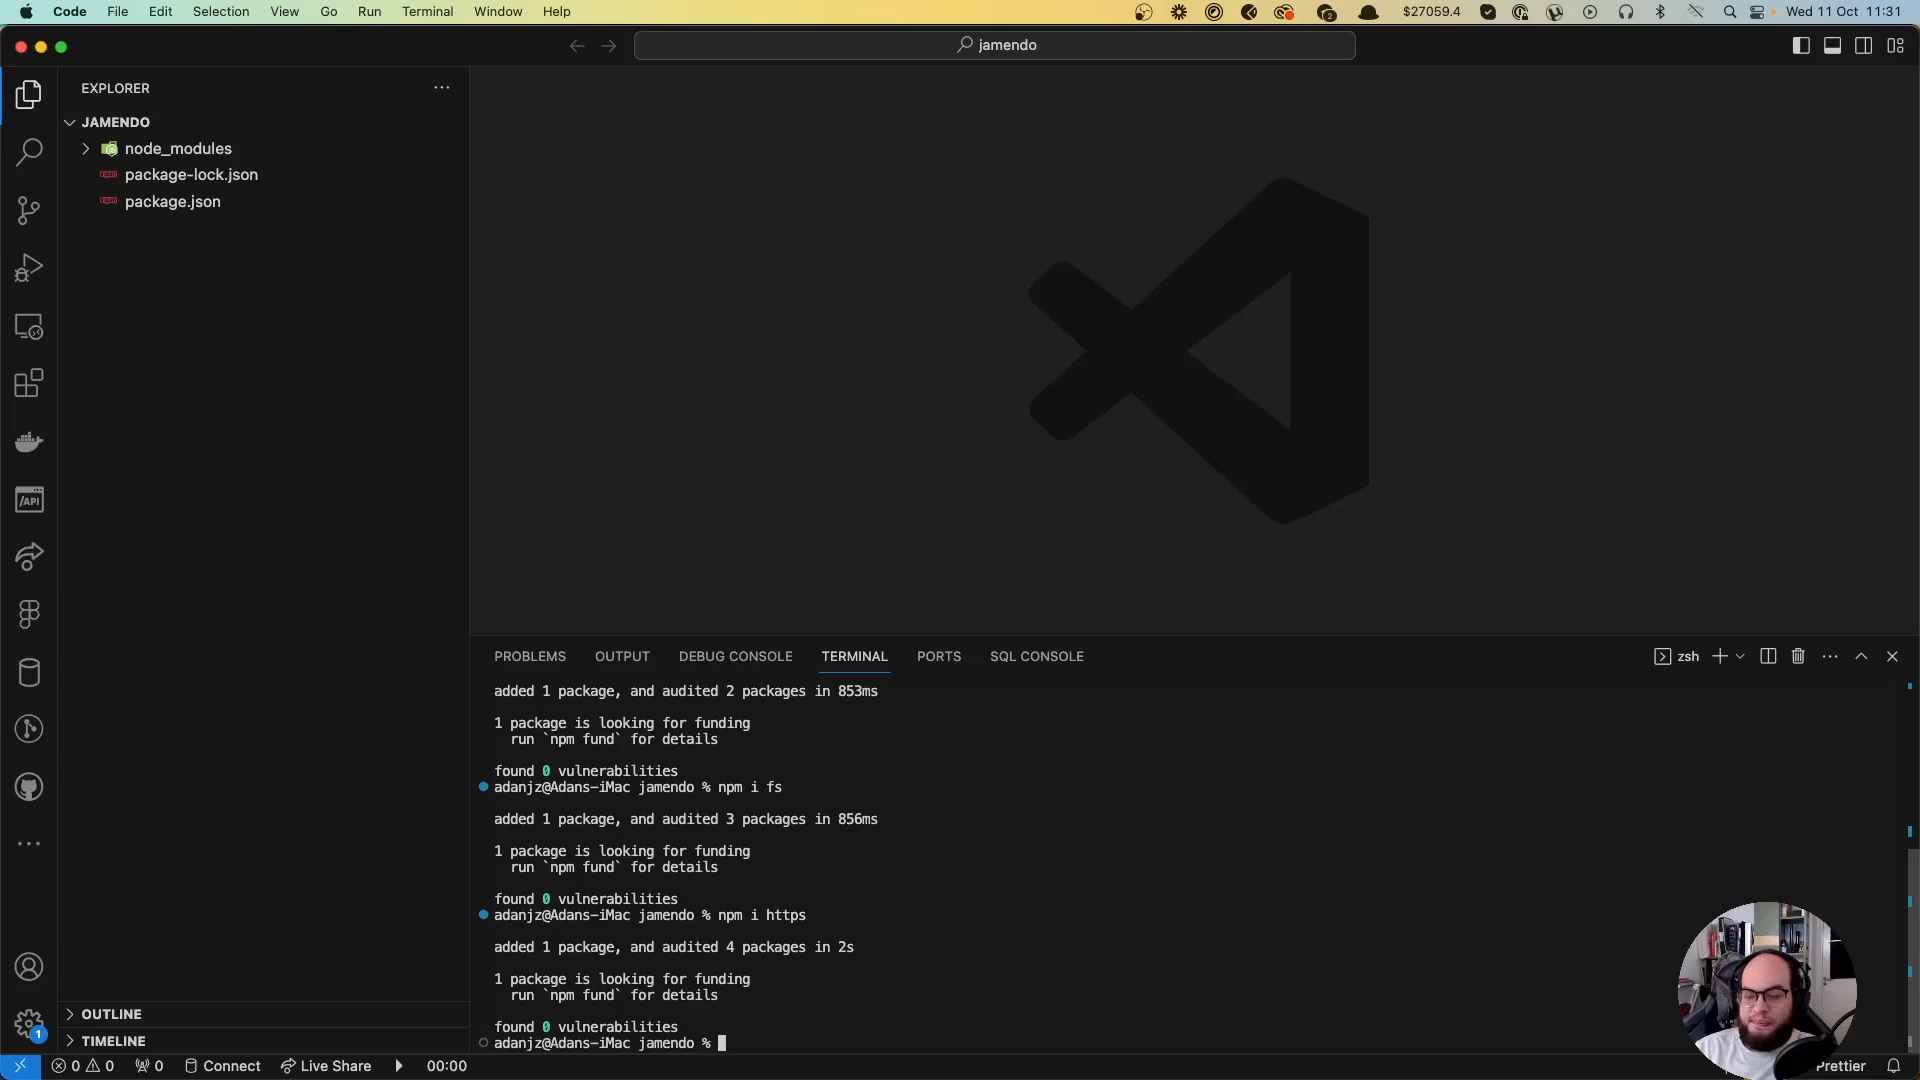 Code File Edit Selection View Go Run Terminal Window Help
2
$27059.4
Wed 11 Oct 11:31
jamendo
EXPLORER
JAMENDO
node_modules
package-lock.json
package.json
/API
PROBLEMS OUTPUT DEBUG CONSOLE TERMINAL PORTS SQL CONSOLE
zsh
added 1 package, and audited 2 packages in 853ms
1 package is looking for funding
run `npm fund` for details
found 0 vulnerabilities
adanjz@Adans-iMac jamendo % npm i fs
added 1 package, and audited 3 packages in 856ms
1 package is looking for funding
run `npm fund` for details
found 0 vulnerabilities
adanjz@Adans-iMac jamendo % npm i https
added 1 package, and audited 4 packages in 2s
1 package is looking for funding
run `npm fund` for details
found 0 vulnerabilities
adanjz@Adans-iMac jamendo %
OUTLINE
1
TIMELINE
0 0 0 Connect Live Share 00:00 Prettier